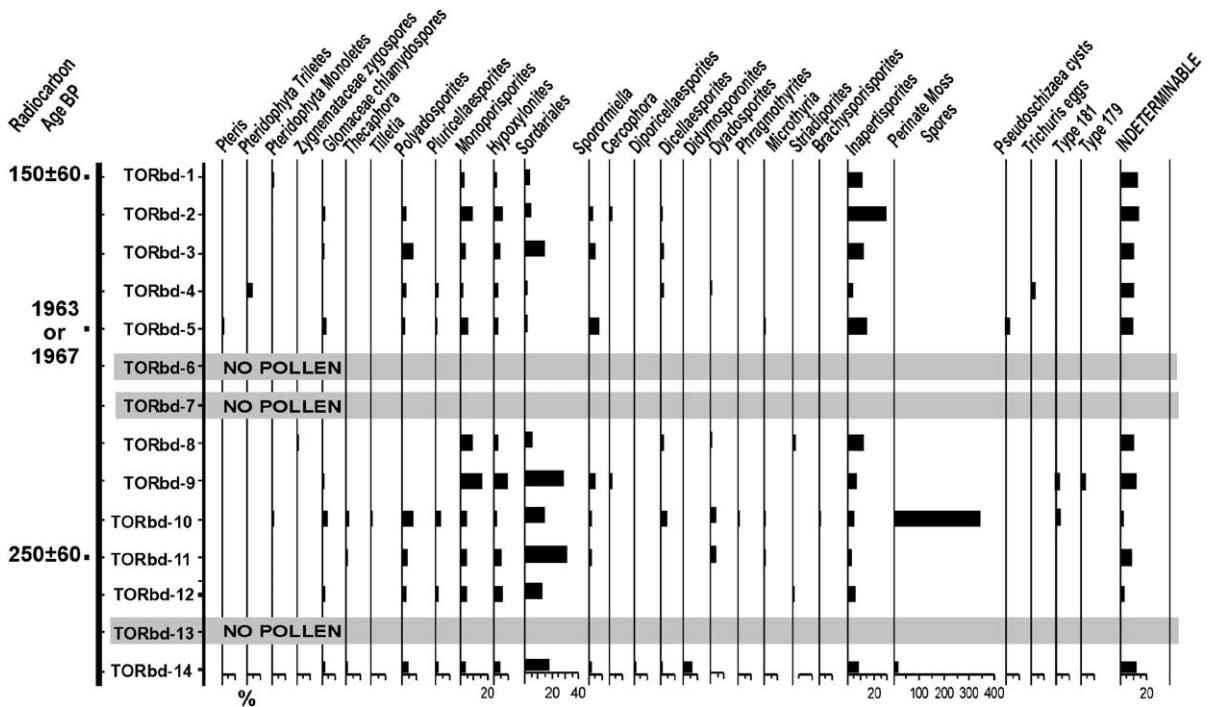 Radiocarbon
Age BP
Pteris
Pteridophyta Triletes
Pteridophyta Monoletes
Zygnemataceae zygospores
Glomaceae chlamydospores
Thecaphora
Tilletia
Polyadosporites
Pluricellaesporites
Monoporisporites
Hypoxylonites
Sordariales
Sporormiella
Cercophora
Diporicellaesporites
Dicellaesporites
Didymosporonites
Dyadosporites
Phragmothyrites
Microthyria
Striadiporites
Brachysporisporites
Inapertisporites
Perinate Moss
Spores
Pseudoschizaea cysts
Trichuris eggs
Type 181
Type 179
INDETERMINABLE
150±60
TORbd-1
TORbd-2
TORbd-3
TORbd-4
1963
or
1967
TORbd-5
TORbd-6 NO POLLEN
TORbd-7 NO POLLEN
TORbd-8
TORbd-9
TORbd-10
250±60
TORbd-11
TORbd-12
TORbd-13 NO POLLEN
TORbd-14
% 20 20 40 20 100 200 300 400 20